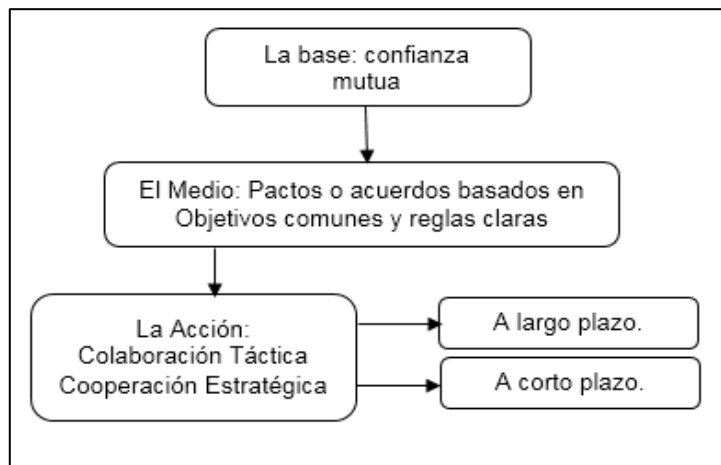 La base: confianza
mutua
El Medio: Pactos o acuerdos basados en
Objetivos comunes y reglas claras
La Acción:
Colaboración Táctica
Cooperación Estratégica
A largo plazo.
A corto plazo.